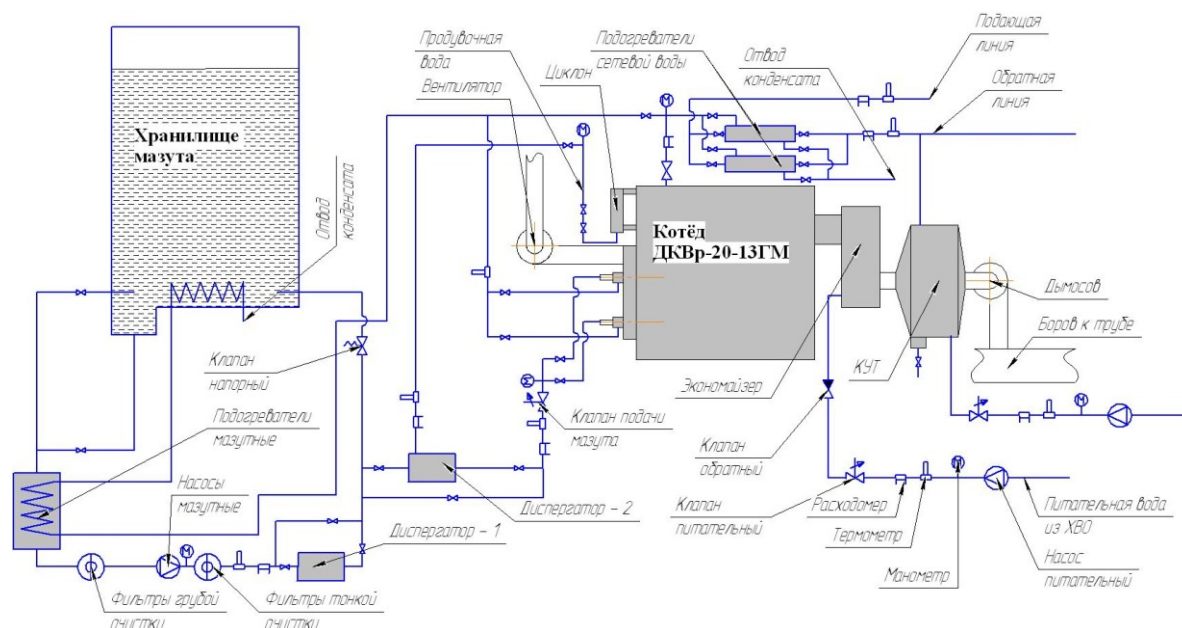 Продувочная
вода
Вентилятор
Циклон
Подогреватели
сетевой воды
Отвод
конденсата
Подающая
линия
Обратная
линия
Хранилище
мазута
Отвод
конденсата
Котёд
ДКВр-20-13ГМ
Дымосов
Боров к трубе
КУТ
Экономайзер
Клапан
напорный
Подогреватели
мазутные
Насосы
мазутные
Клапан подачи
мазута
Клапан
обратный
Диспергатор - 2
Диспергатор - 1
Клапан
питательный
Расходомер
Термометр
Манометр
Питательная вода
из ХВО
Насос
питательный
Фильтры грубой
очистки
Фильтры тонкой
очистки
М
М
М
М
М
М